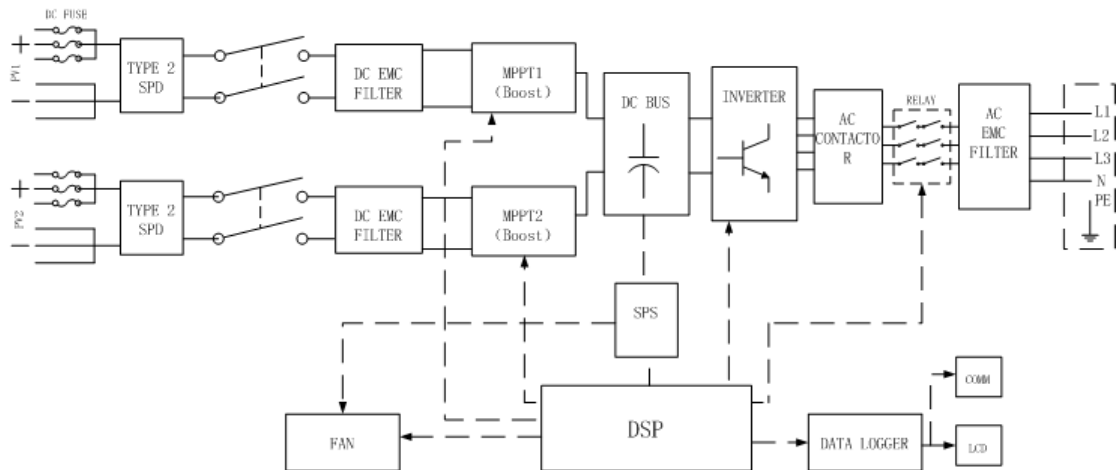 DC FUSE
+
PV1
—
TYPE 2
SPD
DC EMC
FILTER
MPPT1
(Boost)
DC BUS
INVERTER
AC
CONTACTO
R
RELAY
AC
EMC
FILTER
L1
L2
L3
N
PE
+
PV2
—
TYPE 2
SPD
DC EMC
FILTER
MPPT2
(Boost)
SPS
DSP
FAN
DATA LOGGER
COMM
LCD